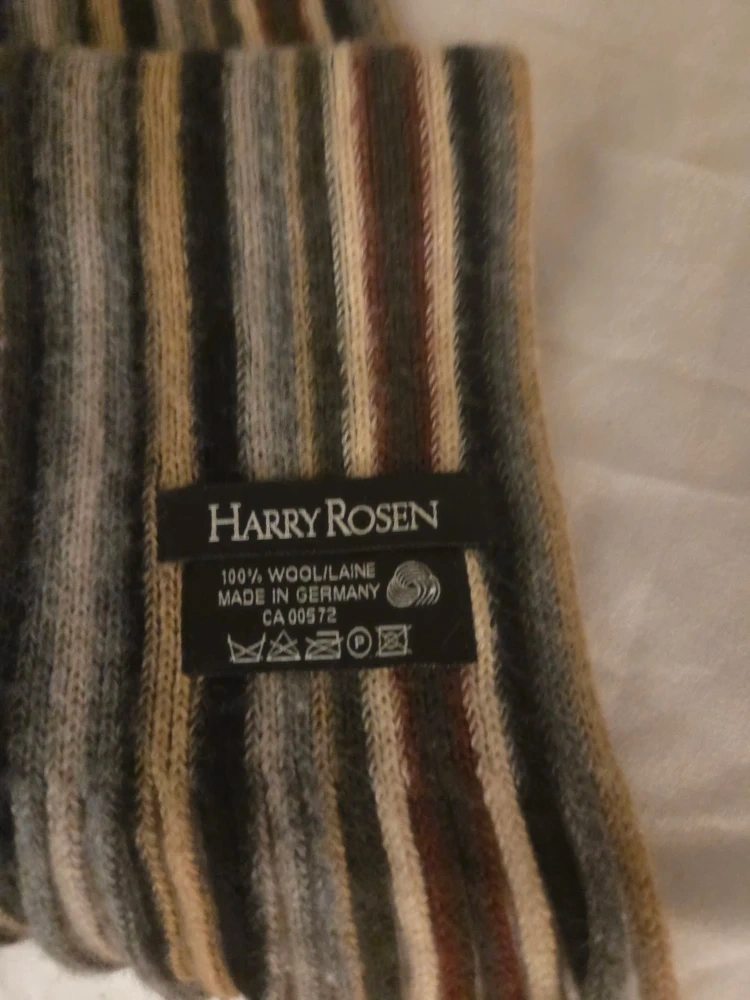 HARRY ROSEN
100% WOOL/LAINE
MADE IN GERMANY
CA 00572
P